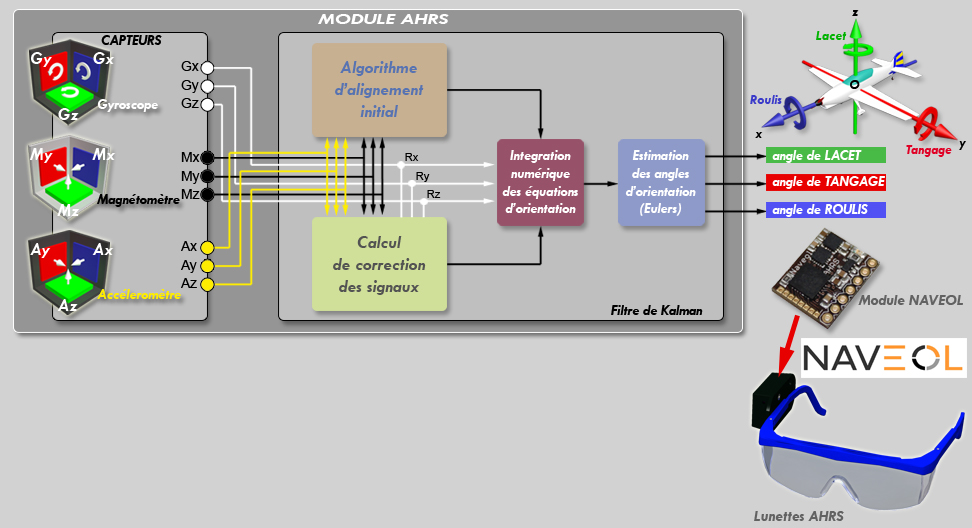 MODULE AHRS
CAPTEURS
Gy
Gx
Gz
Gyroscope
Gx
Gy
Gz
My
Mx
Mz
Magnétomètre
Mx
My
Mz
Ay
Ax
Az
Accélerometre
Ax
Ay
Az
Algorithme
d'alignement
initial
Rx
Ry
Rz
Calcul
de correction
des signaux
Integration
numérique
des équations
d'orientation
Estimation
des angles
d'orientation
(Eulers)
Filtre de Kalman
z
Lacet
O
Roulis
x
Tangage
y
angle de LACET
angle de TANGAGE
angle de ROULIS
Module NAVEOL
NAVEOL
Lunettes AHRS